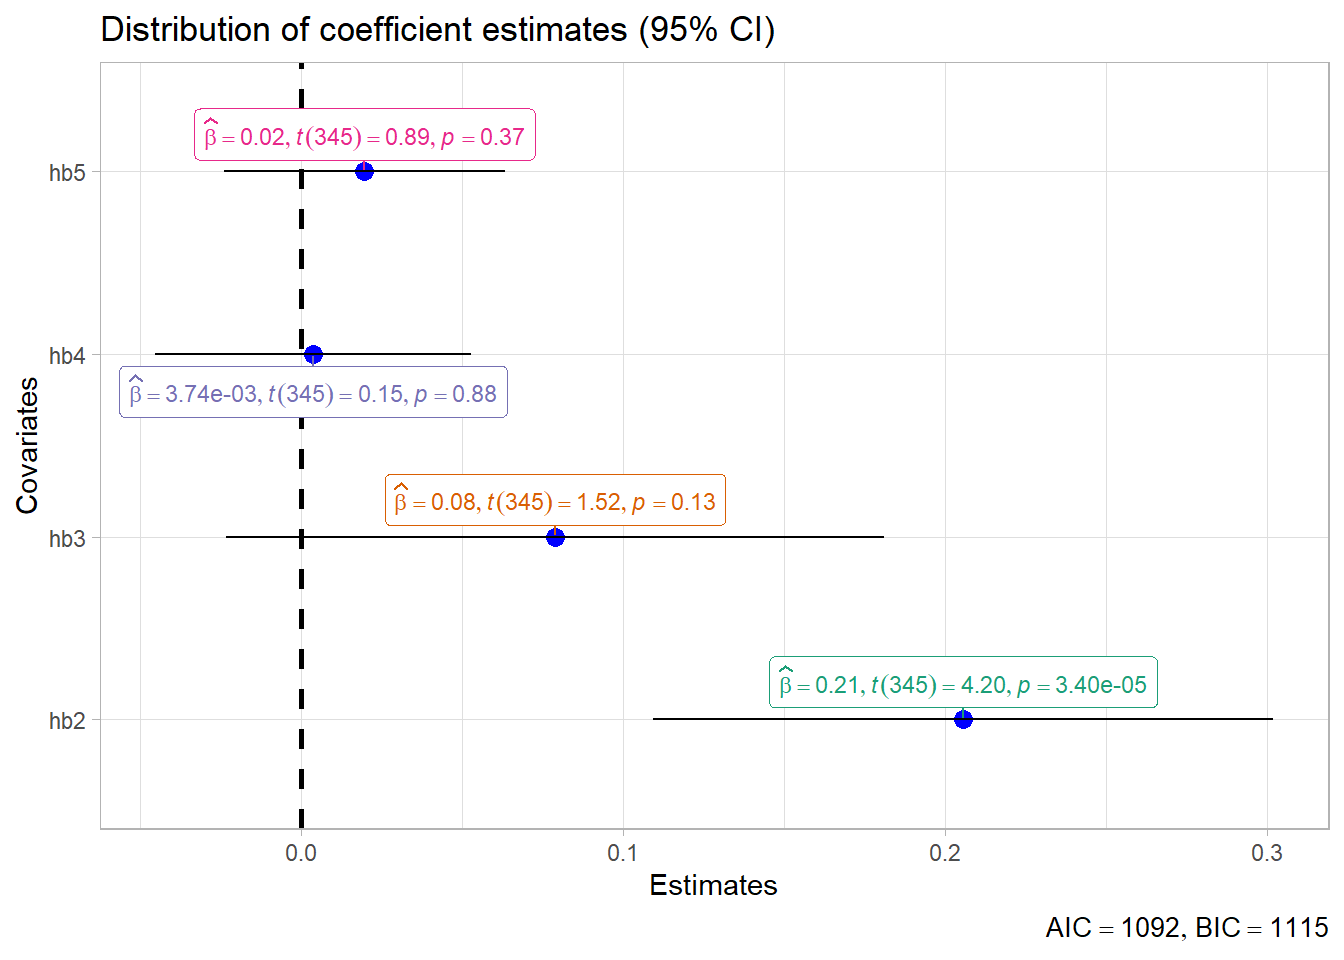 Distribution of coefficient estimates (95% CI)
β̂ = 0.02, t(345) = 0.89, p = 0.37
hb5
hb4
β̂ = 3.74e-03, t(345) = 0.15, p = 0.88
Covariates
β̂ = 0.08, t(345) = 1.52, p = 0.13
hb3
β̂ = 0.21, t(345) = 4.20, p = 3.40e-05
hb2
0.0 0.1 0.2 0.3
Estimates
AIC = 1092, BIC = 1115